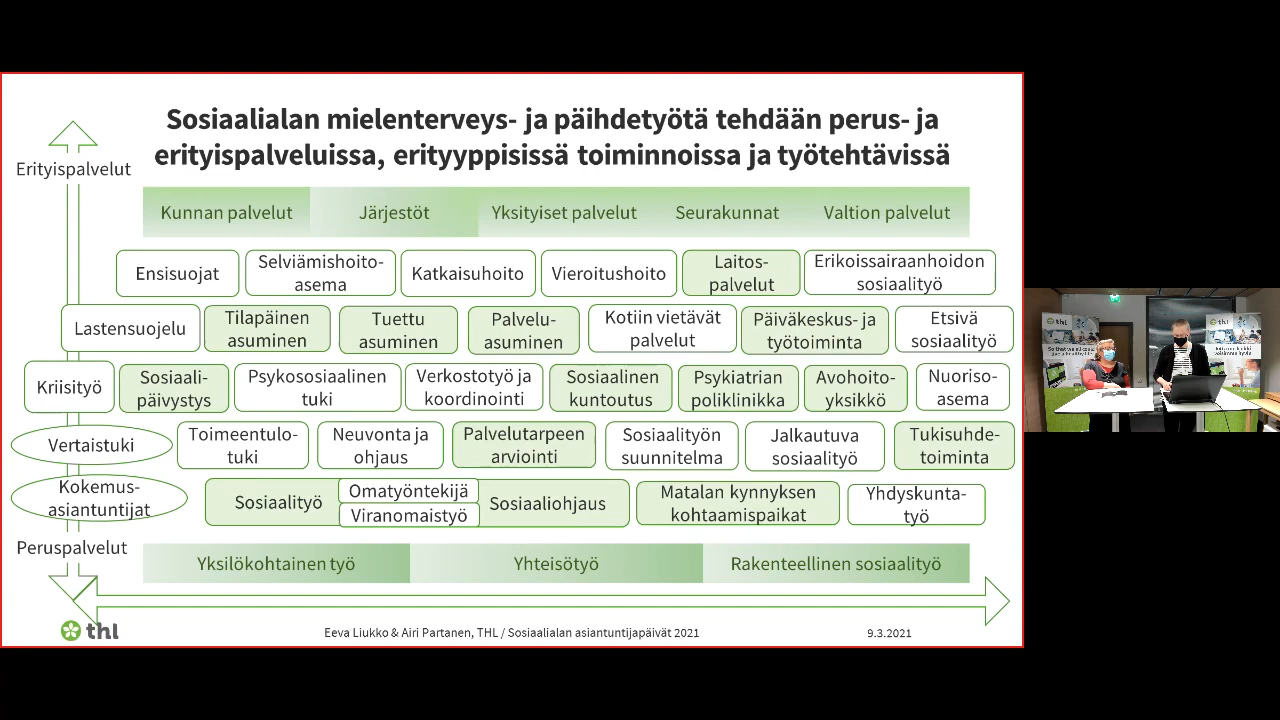 Sosiaalialan mielenterveys- ja päihdetyötä tehdään perus- ja
erityispalveluissa, erityyppisissä toiminnoissa ja työtehtävissä
Erityispalvelut
Kunnan palvelut
Järjestöt
Yksityiset palvelut
Seurakunnat
Valtion palvelut
Ensisuojat
Selviämishoito-
asema
Katkaisuhoito
Vieroitushoito
Laitos-
palvelut
Erikoissairaanhoidon
sosiaalityö
Lastensuojelu
Tilapäinen
asuminen
Tuettu
asuminen
Palvelu-
asuminen
Kotiin vietävät
palvelut
Päiväkeskus- ja
työtoiminta
Etsivä
sosiaalityö
Kriisityö
Sosiaali-
päivystys
Psykososiaalinen
tuki
Verkostotyö ja
koordinointi
Sosiaalinen
kuntoutus
Psykiatrian
poliklinikka
Avohoito-
yksikkö
Nuoriso-
asema
Vertaistuki
Toimeentulo-
tuki
Neuvonta ja
ohjaus
Palvelutarpeen
arviointi
Sosiaalityön
suunnitelma
Jalkautuva
sosiaalityö
Tukisuhde-
toiminta
Kokemus-
asiantuntijat
Sosiaalityö
Omatyöntekijä
Viranomaistyö
Sosiaaliohjaus
Matalan kynnyksen
kohtaamispaikat
Yhdyskunta-
työ
Peruspalvelut
Yksilökohtainen työ
Yhteisötyö
Rakenteellinen sosiaalityö
thl
Eeva Liukko & Airi Partanen, THL / Sosiaalialan asiantuntijapäivät 2021
9.3.2021
thl
thl